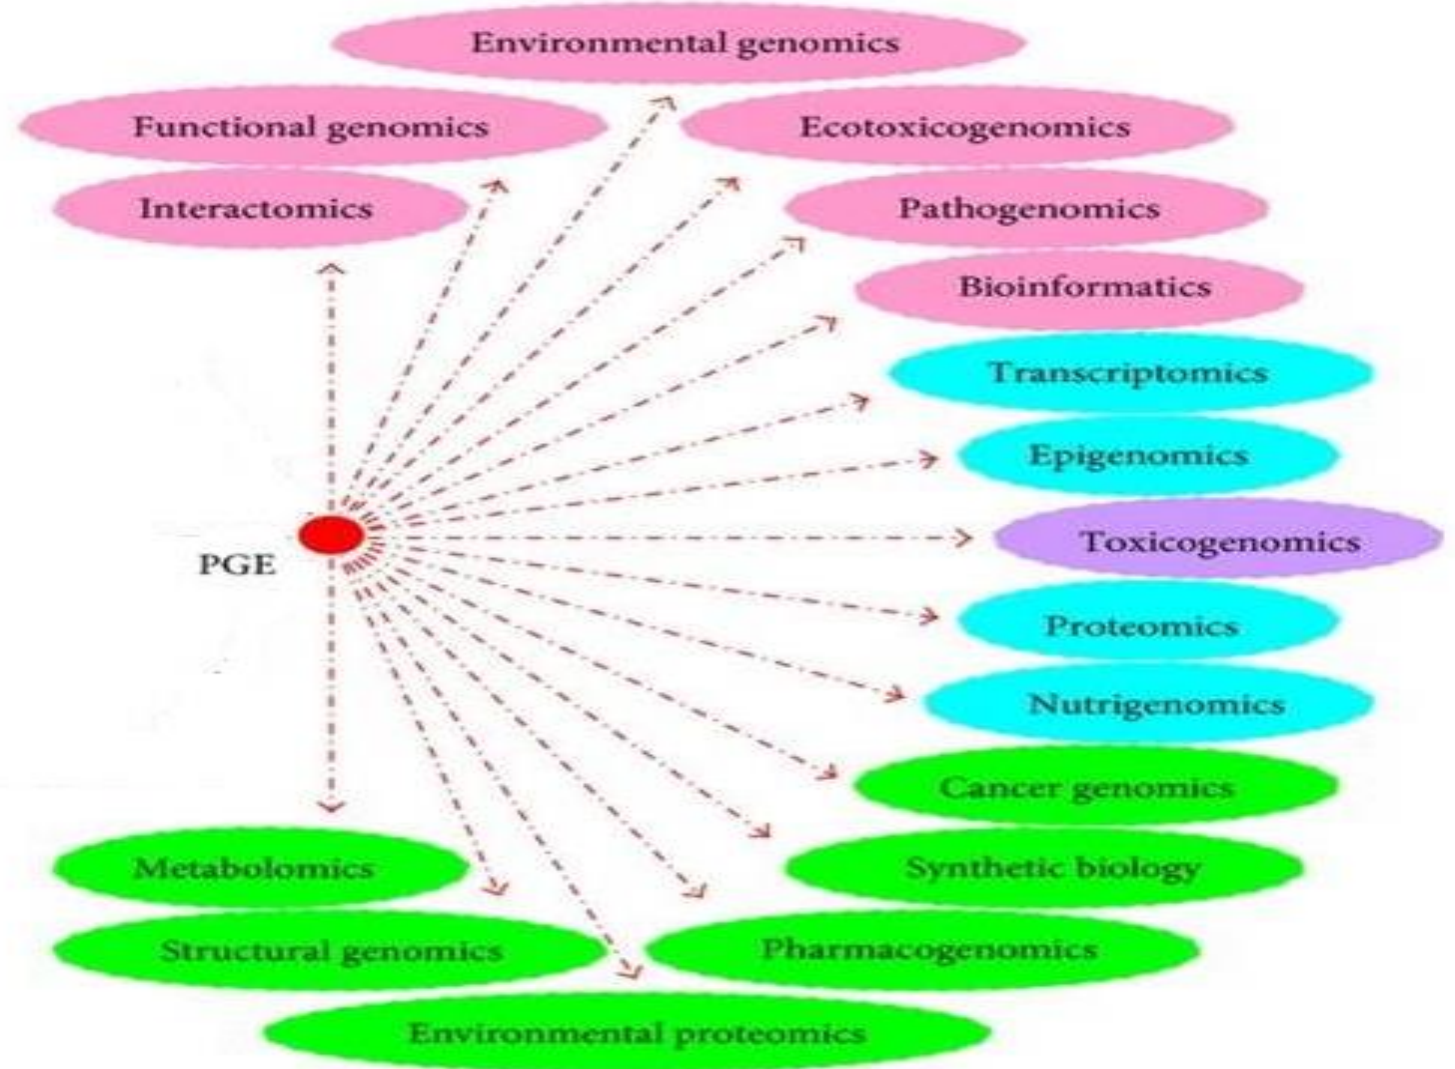 Environmental genomics
Functional genomics
Ecotoxicogenomics
Interactomics
Pathogenomics
Bioinformatics
Transcriptomics
Epigenomics
Toxicogenomics
PGE
Proteomics
Nutrigenomics
Cancer genomics
Metabolomics
Synthetic biology
Structural genomics
Pharmacogenomics
Environmental proteomics